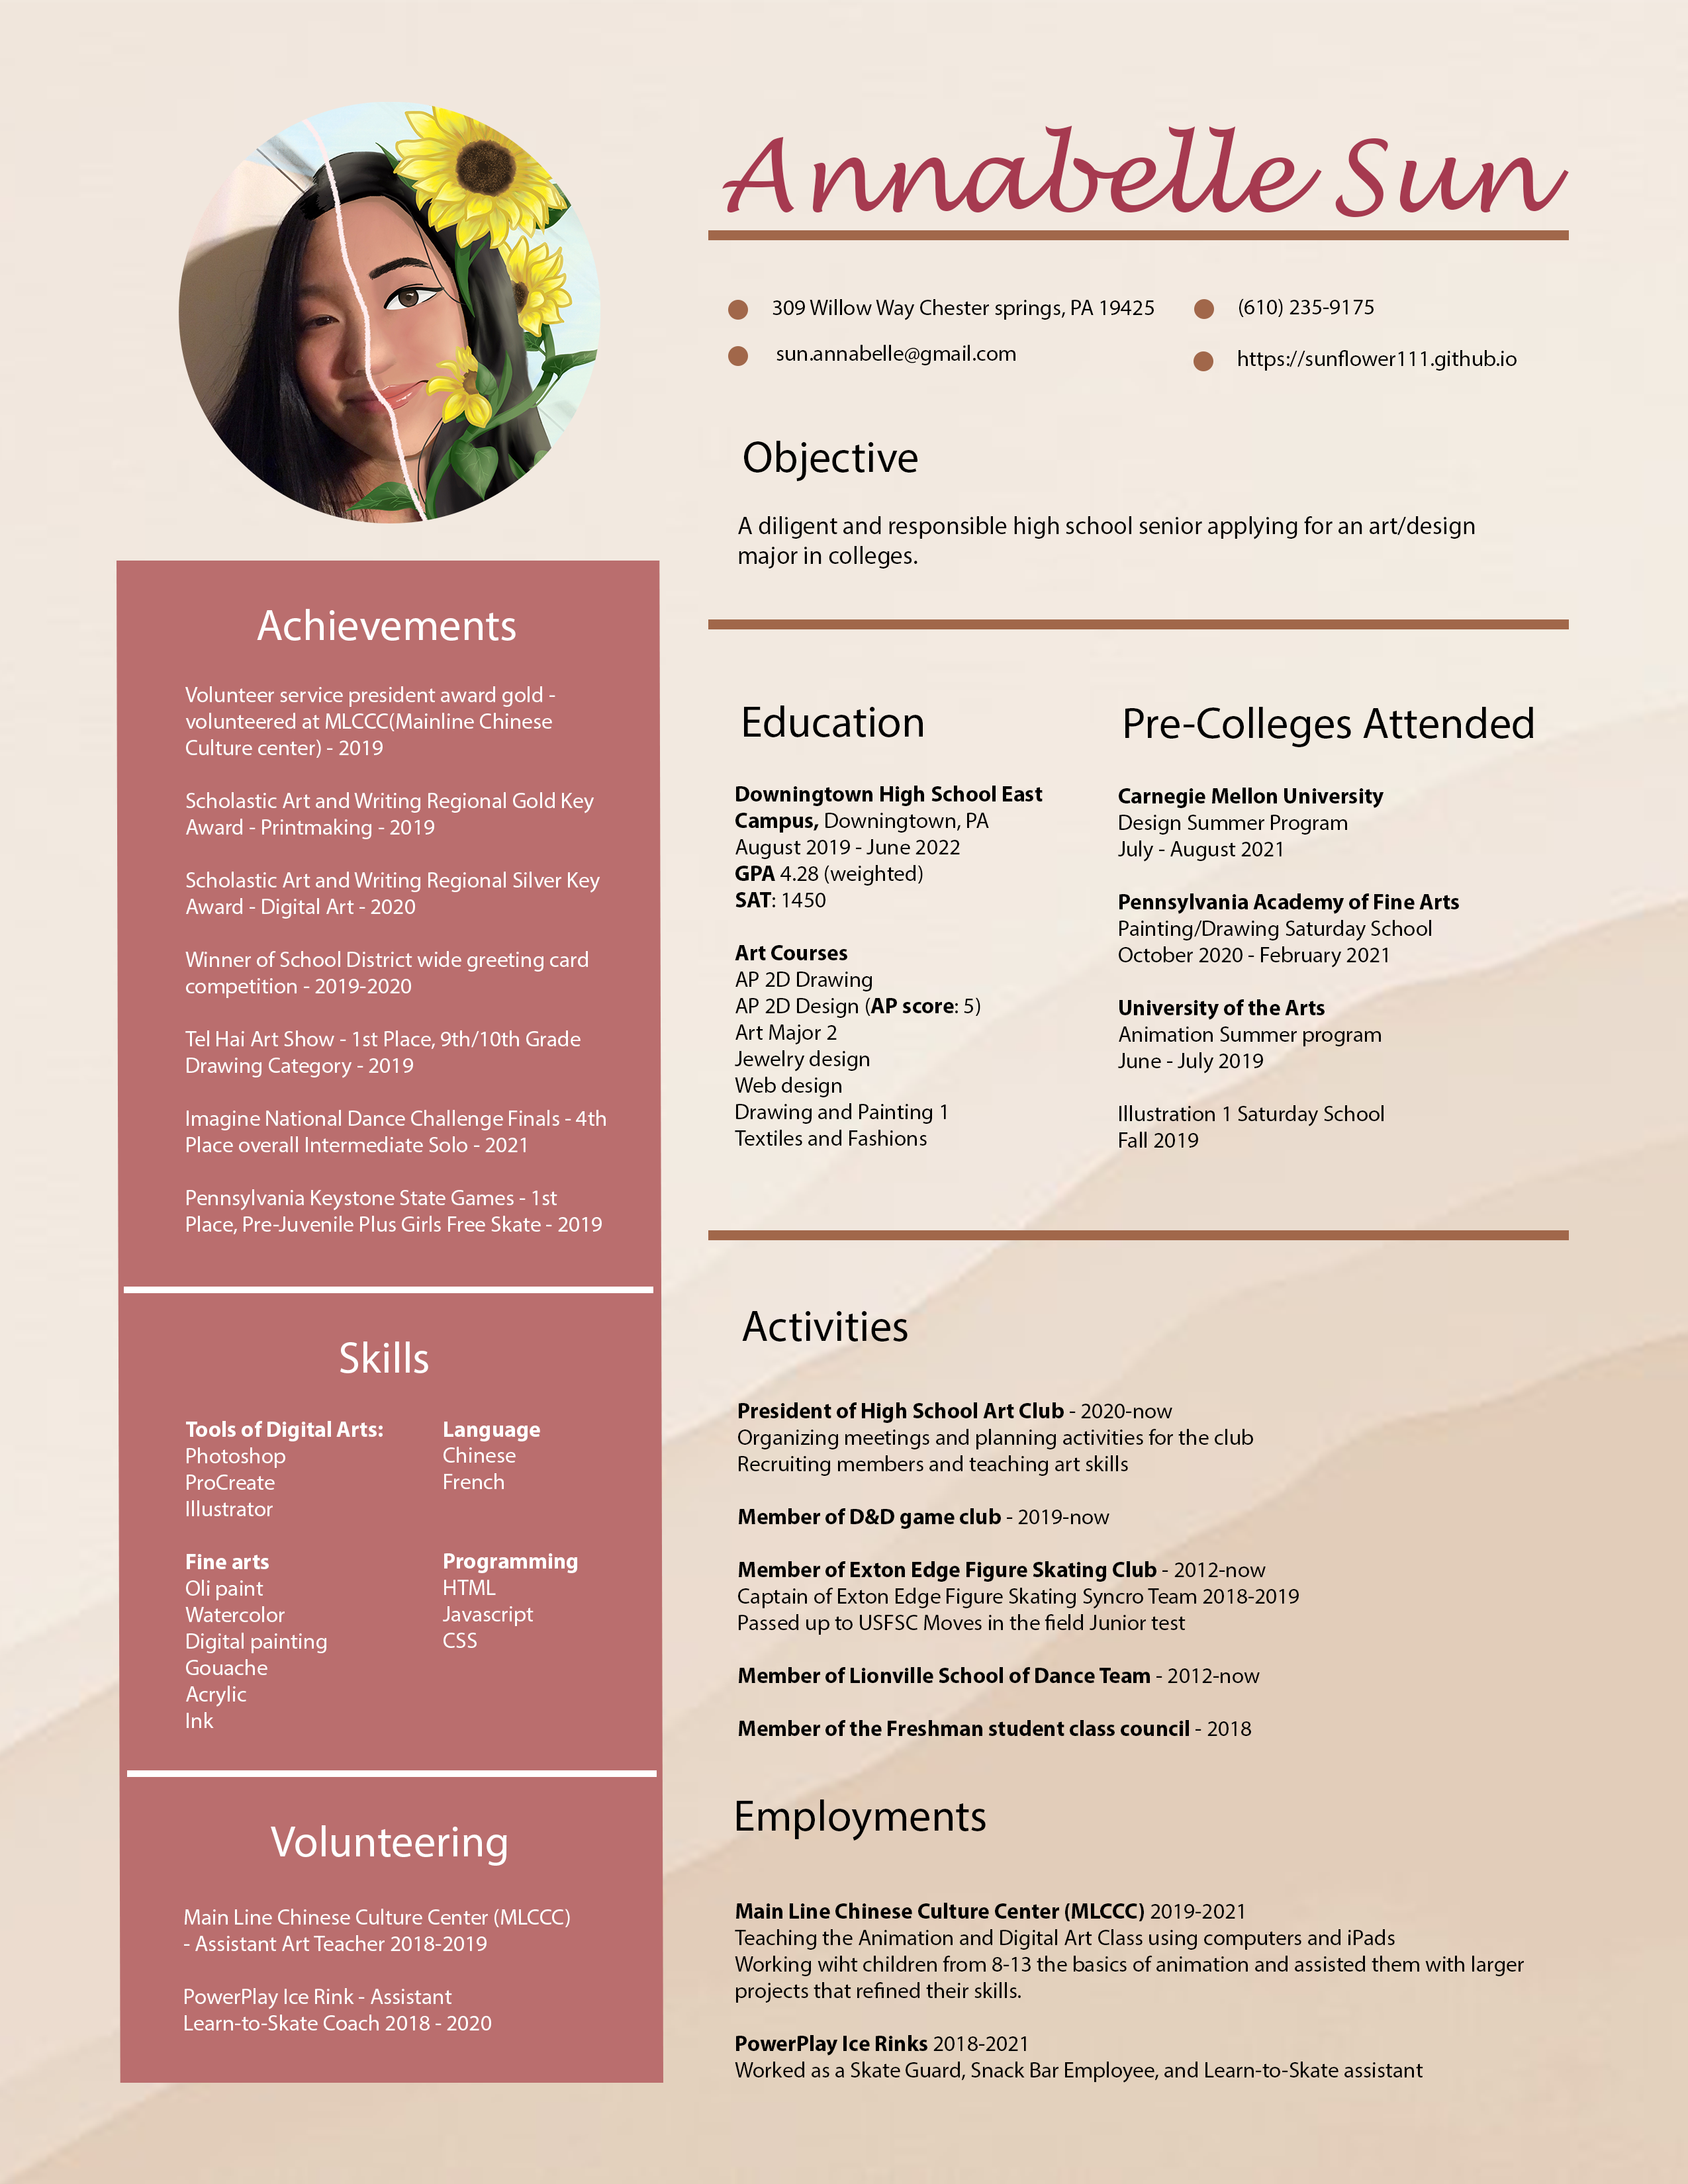 Annabelle Sun
309 Willow Way Chester springs, PA 19425
(610) 235-9175
sun.annabelle@gmail.com
https://sunflower111.github.io
Objective
A diligent and responsible high school senior applying for an art/design
major in colleges.
Achievements
Volunteer service president award gold -
volunteered at MLCCC(Mainline Chinese
Culture center) - 2019
Scholastic Art and Writing Regional Gold Key
Award - Printmaking - 2019
Scholastic Art and Writing Regional Silver Key
Award - Digital Art - 2020
Winner of School District wide greeting card
competition - 2019-2020
Tel Hai Art Show - 1st Place, 9th/10th Grade
Drawing Category - 2019
Imagine National Dance Challenge Finals - 4th
Place overall Intermediate Solo - 2021
Pennsylvania Keystone State Games - 1st
Place, Pre-Juvenile Plus Girls Free Skate - 2019
Skills
Tools of Digital Arts:
Photoshop
ProCreate
Illustrator
Language
Chinese
French
Fine arts
Oli paint
Watercolor
Digital painting
Gouache
Acrylic
Ink
Programming
HTML
Javascript
CSS
Volunteering
Main Line Chinese Culture Center (MLCCC)
- Assistant Art Teacher 2018-2019
PowerPlay Ice Rink - Assistant
Learn-to-Skate Coach 2018 - 2020
Education
Downingtown High School East
Campus, Downingtown, PA
August 2019 - June 2022
GPA 4.28 (weighted)
SAT: 1450
Art Courses
AP 2D Drawing
AP 2D Design (AP score: 5)
Art Major 2
Jewelry design
Web design
Drawing and Painting 1
Textiles and Fashions
Pre-Colleges Attended
Carnegie Mellon University
Design Summer Program
July - August 2021
Pennsylvania Academy of Fine Arts
Painting/Drawing Saturday School
October 2020 - February 2021
University of the Arts
Animation Summer program
June - July 2019
Illustration 1 Saturday School
Fall 2019
Activities
President of High School Art Club - 2020-now
Organizing meetings and planning activities for the club
Recruiting members and teaching art skills
Member of D&D game club - 2019-now
Member of Exton Edge Figure Skating Club - 2012-now
Captain of Exton Edge Figure Skating Syncro Team 2018-2019
Passed up to USFSC Moves in the field Junior test
Member of Lionville School of Dance Team - 2012-now
Member of the Freshman student class council - 2018
Employments
Main Line Chinese Culture Center (MLCCC) 2019-2021
Teaching the Animation and Digital Art Class using computers and iPads
Working wiht children from 8-13 the basics of animation and assisted them with larger
projects that refined their skills.
PowerPlay Ice Rinks 2018-2021
Worked as a Skate Guard, Snack Bar Employee, and Learn-to-Skate assistant